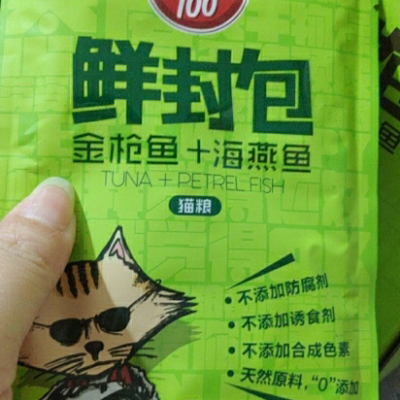 100
鲜封包
金枪鱼+海燕鱼
TUNA + PETREL FISH
猫粮
• 不添加防腐剂
• 不添加诱食剂
• 不添加合成色素
• 天然原料,"0"添加